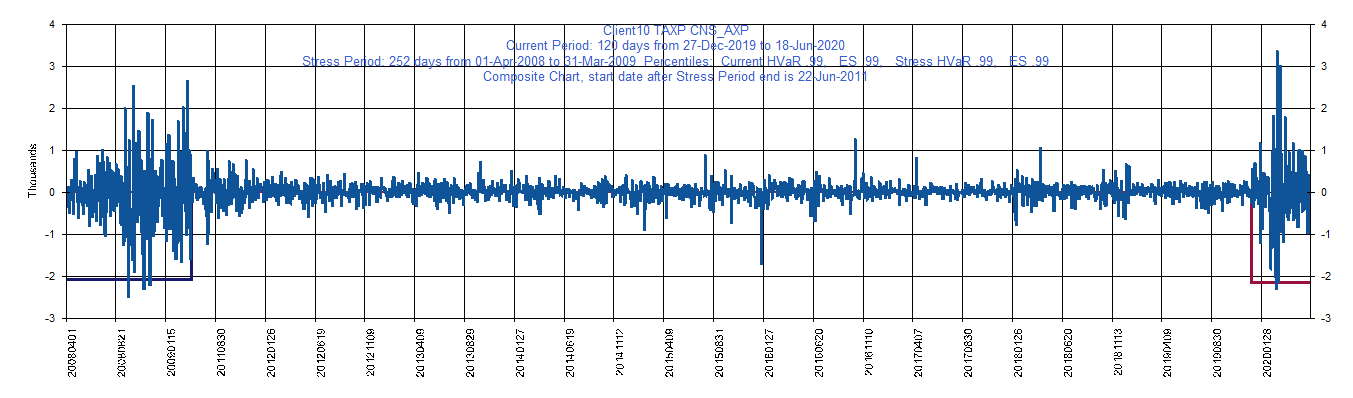 Client10 TAXP CNS_AXP
Current Period: 120 days from 27-Dec-2019 to 18-Jun-2020
Stress Period: 252 days from 01-Apr-2008 to 31-Mar-2009 Percentiles: Current HVaR .99, ES .99, Stress HVaR .99, ES .99
Composite Chart, start date after Stress Period end is 22-Jun-2011
Thousands
4 4
3 3
2 2
1 1
0 0
-1 -1
-2 -2
-3 -3
20080401 20080821 20090115 20110830 20120126 20120619 20121109 20130409 20130829 20140127 20140619 20141112 20150409 20150831 20160127 20160620 20161110 20170407 20170830 20180126 20180620 20181113 20190409 20190830 20200128